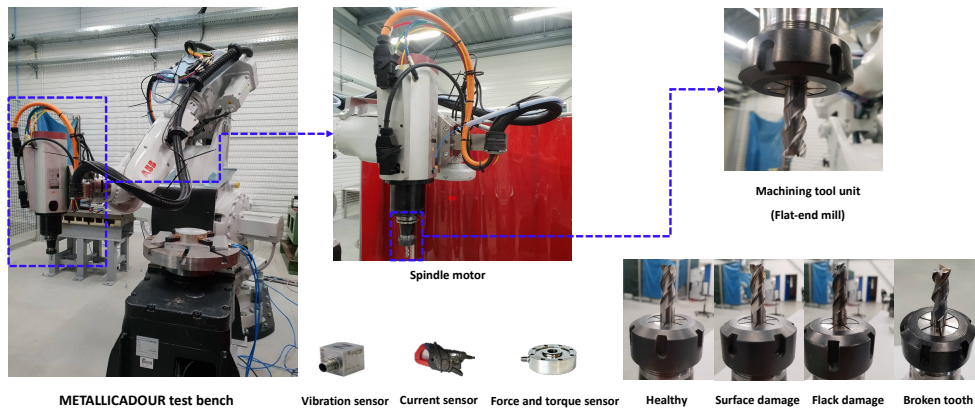 ABB
Machining tool unit
(Flat-end mill)
Spindle motor
METALLICADOUR test bench
Vibration sensor
Current sensor
Force and torque sensor
Healthy
Surface damage
Flack damage
Broken tooth